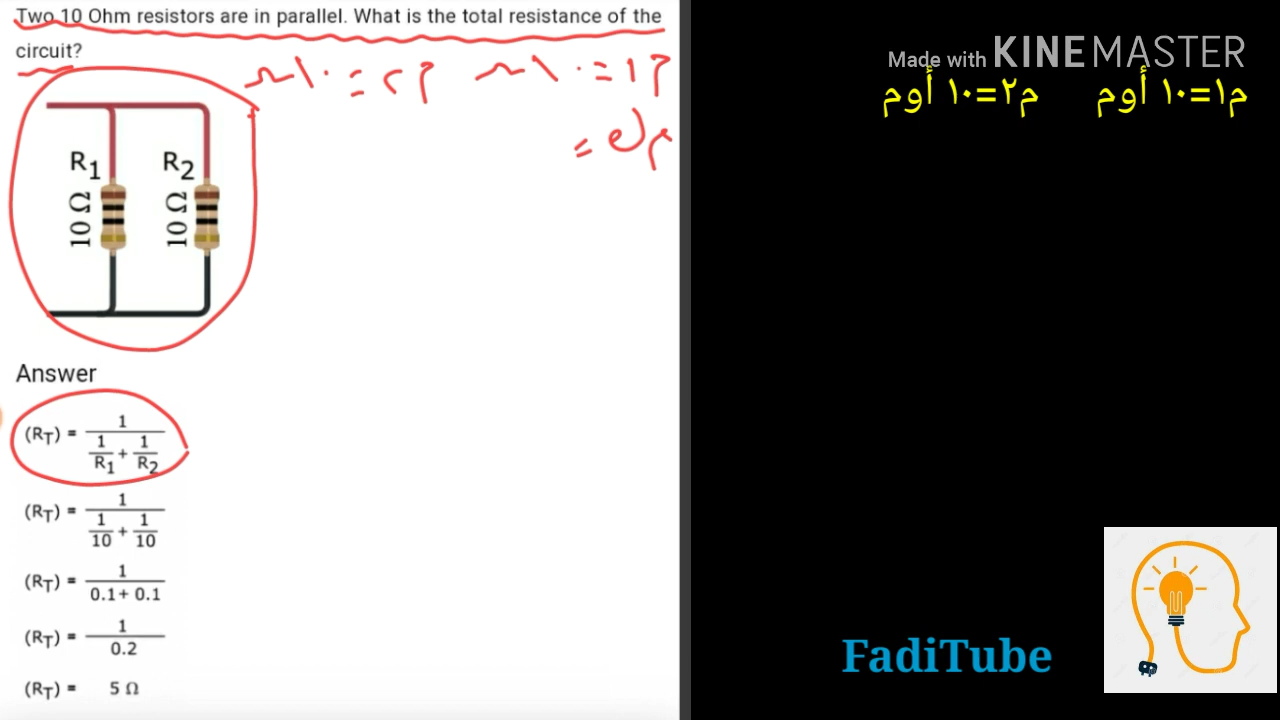 Two 10 Ohm resistors are in parallel. What is the total resistance of the
circuit?
م١=١٠ م٢=١٠
م =
R1
10 Ω
R2
10 Ω
Answer
(RT) = 1 / (1/R1 + 1/R2)
(RT) = 1 / (1/10 + 1/10)
(RT) = 1 / (0.1 + 0.1)
(RT) = 1 / 0.2
(RT) = 5 Ω
Made with KINEMASTER
م١=١٠ أوم م٢=١٠ أوم
FadiTube